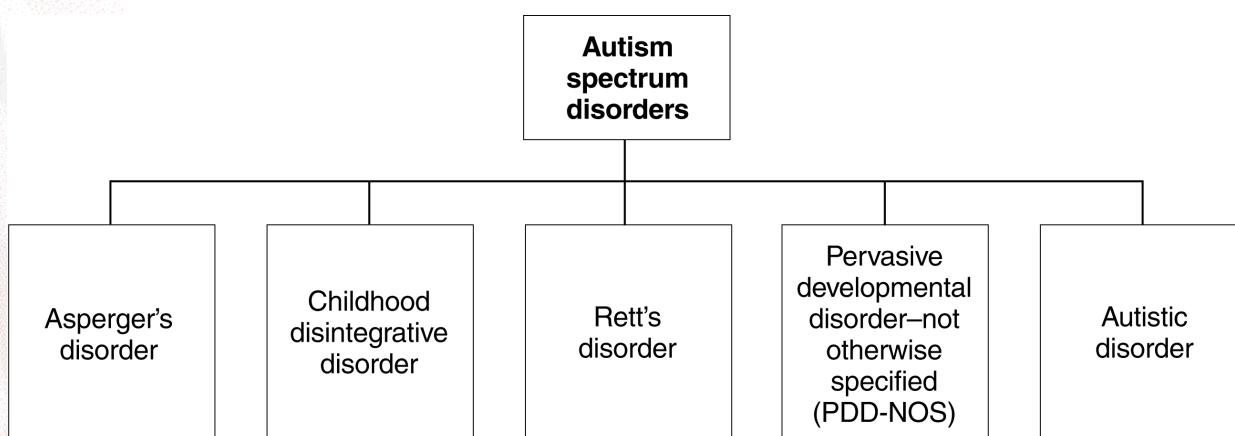 Autism
spectrum
disorders
Asperger's
disorder
Childhood
disintegrative
disorder
Rett's
disorder
Pervasive
developmental
disorder–not
otherwise
specified
(PDD-NOS)
Autistic
disorder